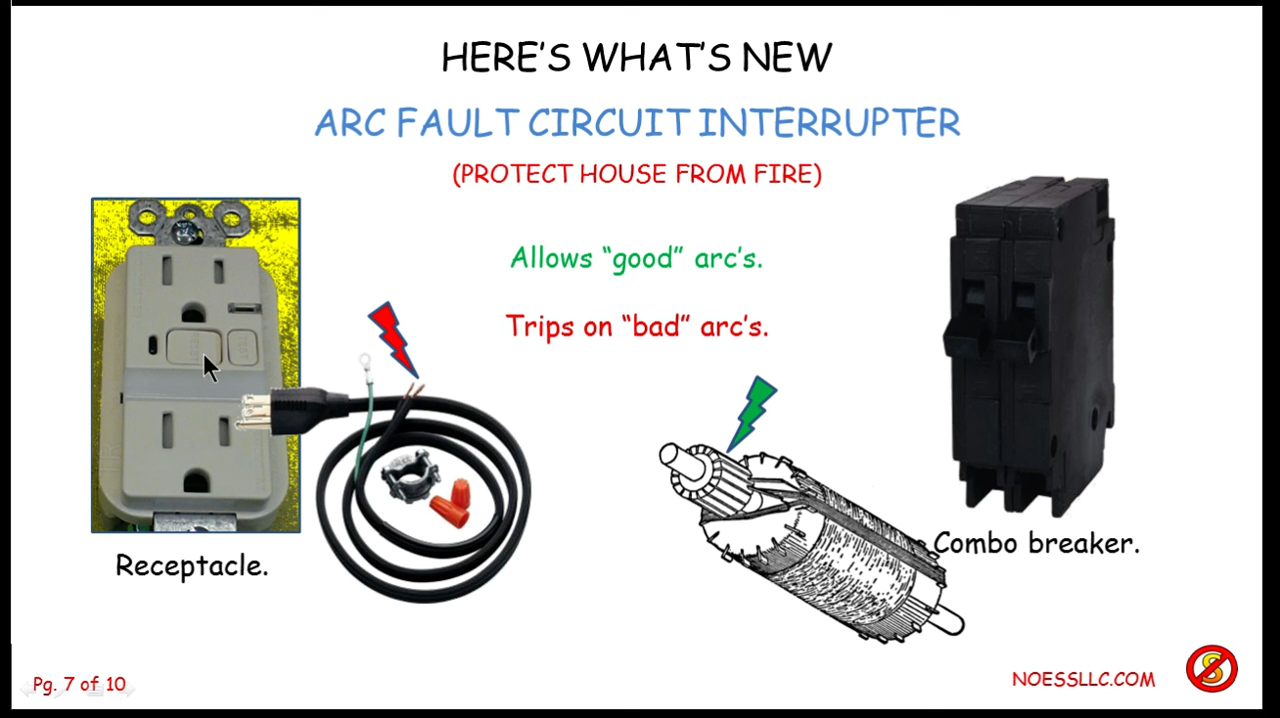 HERE'S WHAT'S NEW
ARC FAULT CIRCUIT INTERRUPTER
(PROTECT HOUSE FROM FIRE)
Allows “good” arc's.
Trips on “bad” arc's.
Receptacle.
Combo breaker.
Pg. 7 of 10
NOESSLLC.COM
S